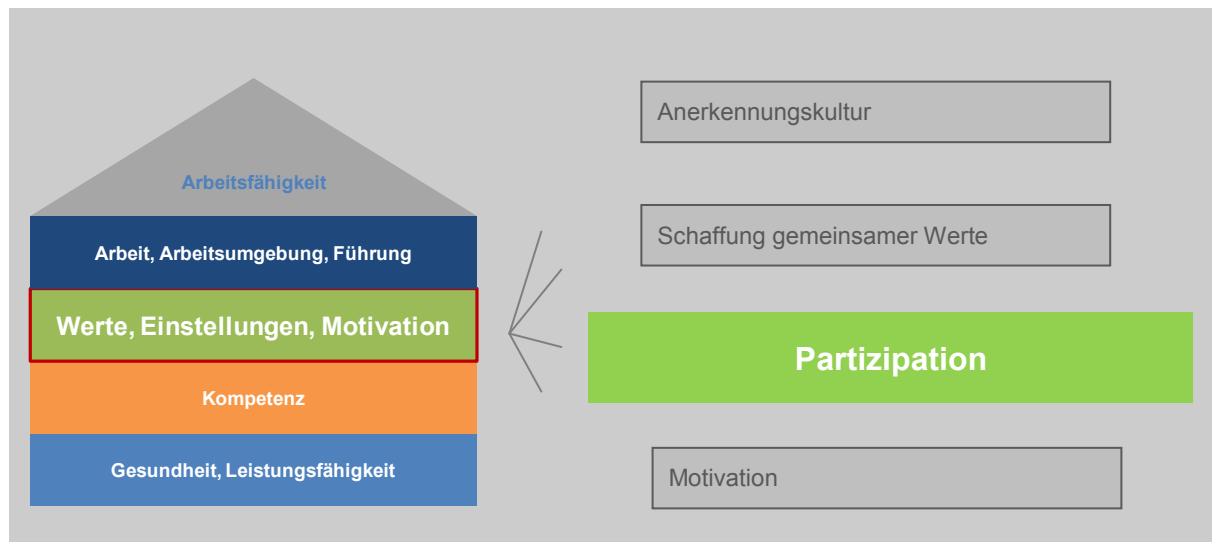 Arbeitsfähigkeit
Arbeit, Arbeitsumgebung, Führung
Werte, Einstellungen, Motivation
Kompetenz
Gesundheit, Leistungsfähigkeit
Anerkennungskultur
Schaffung gemeinsamer Werte
Partizipation
Motivation